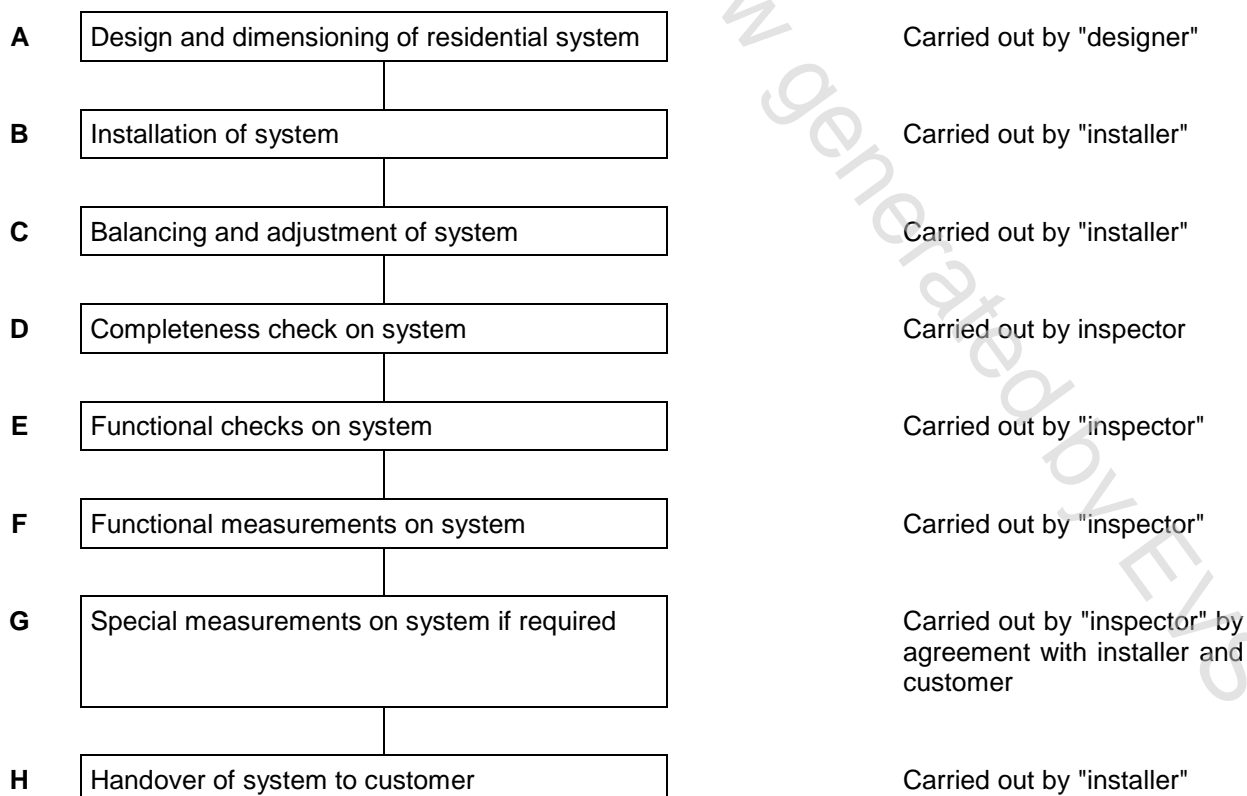 A Design and dimensioning of residential system Carried out by "designer"
B Installation of system Carried out by "installer"
C Balancing and adjustment of system Carried out by "installer"
D Completeness check on system Carried out by inspector
E Functional checks on system Carried out by "inspector"
F Functional measurements on system Carried out by "inspector"
G Special measurements on system if required Carried out by "inspector" by
agreement with installer and
customer
H Handover of system to customer Carried out by "installer"
w generated by EVS